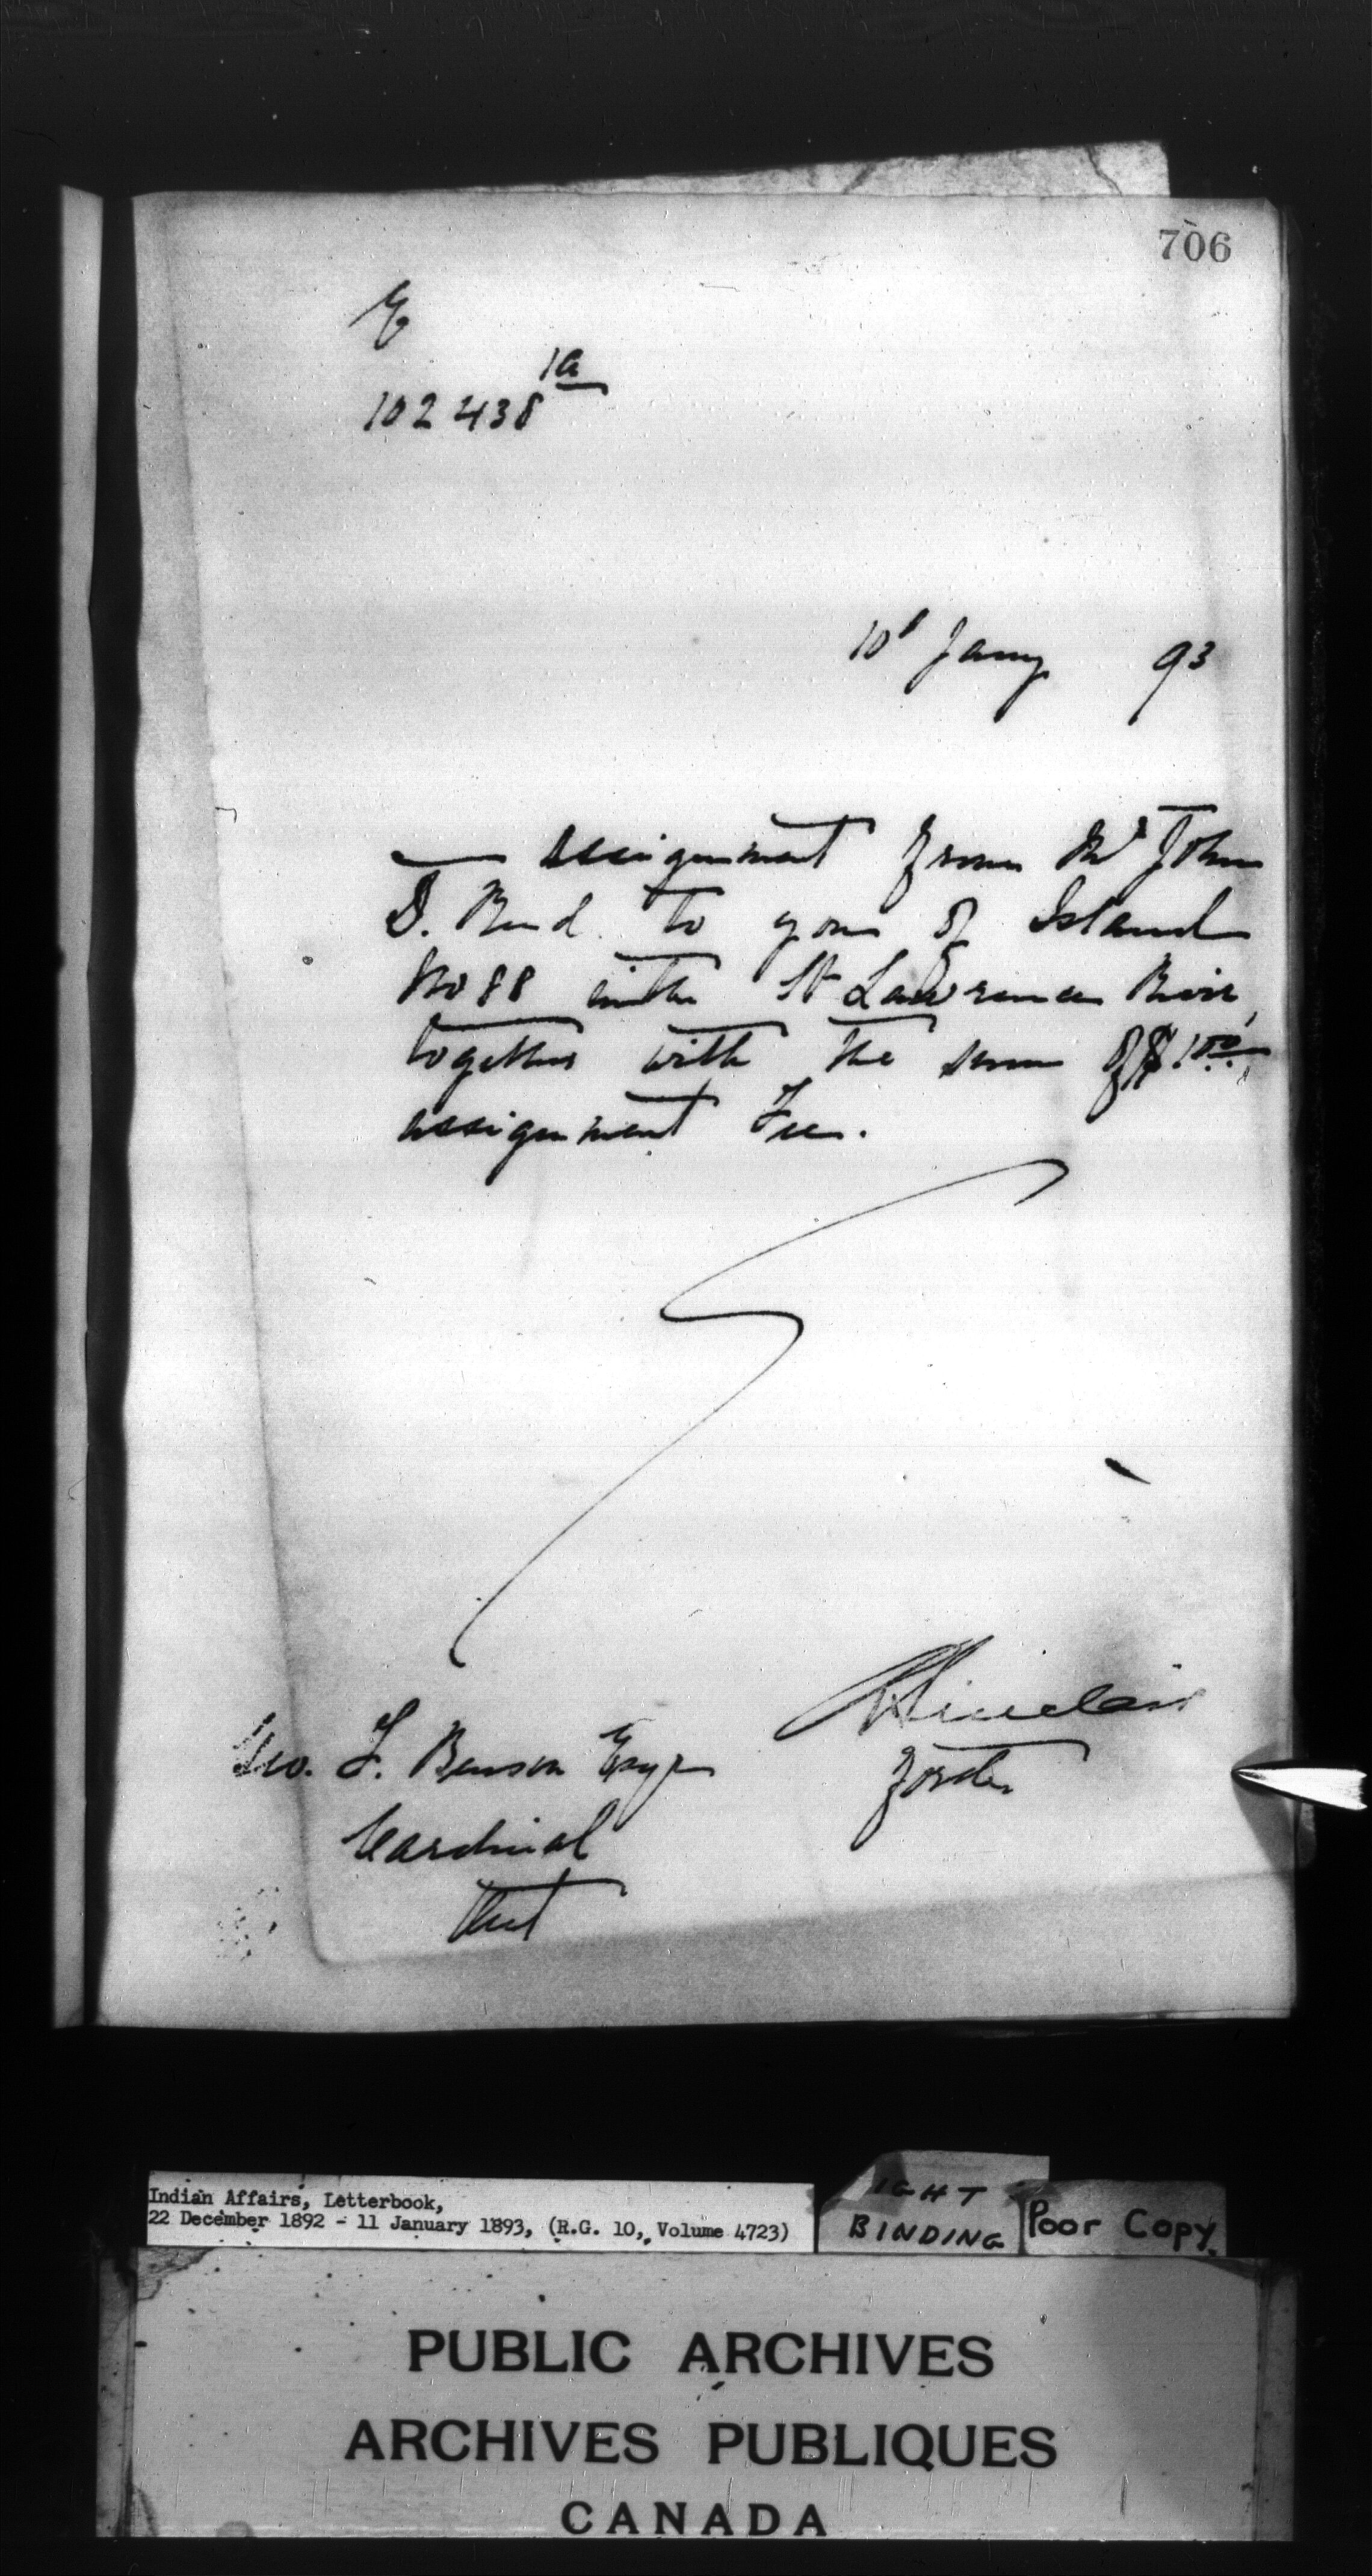 706
E
1a
102438
10th Jany 93
assignment from Mr John
D. Reid to you of Island
No 88 in the St Lawrence River,
together with the sum of $1.00,
assignment Fee.
Sinclair
for de
Geo. F. Benson Esqr
Cardinal
Ont
Indian Affairs, Letterbook,
22 December 1892 - 11 January 1893, (R.G. 10, Volume 4723)
IGHT
BINDING
Poor Copy.
PUBLIC ARCHIVES
ARCHIVES PUBLIQUES
CANADA